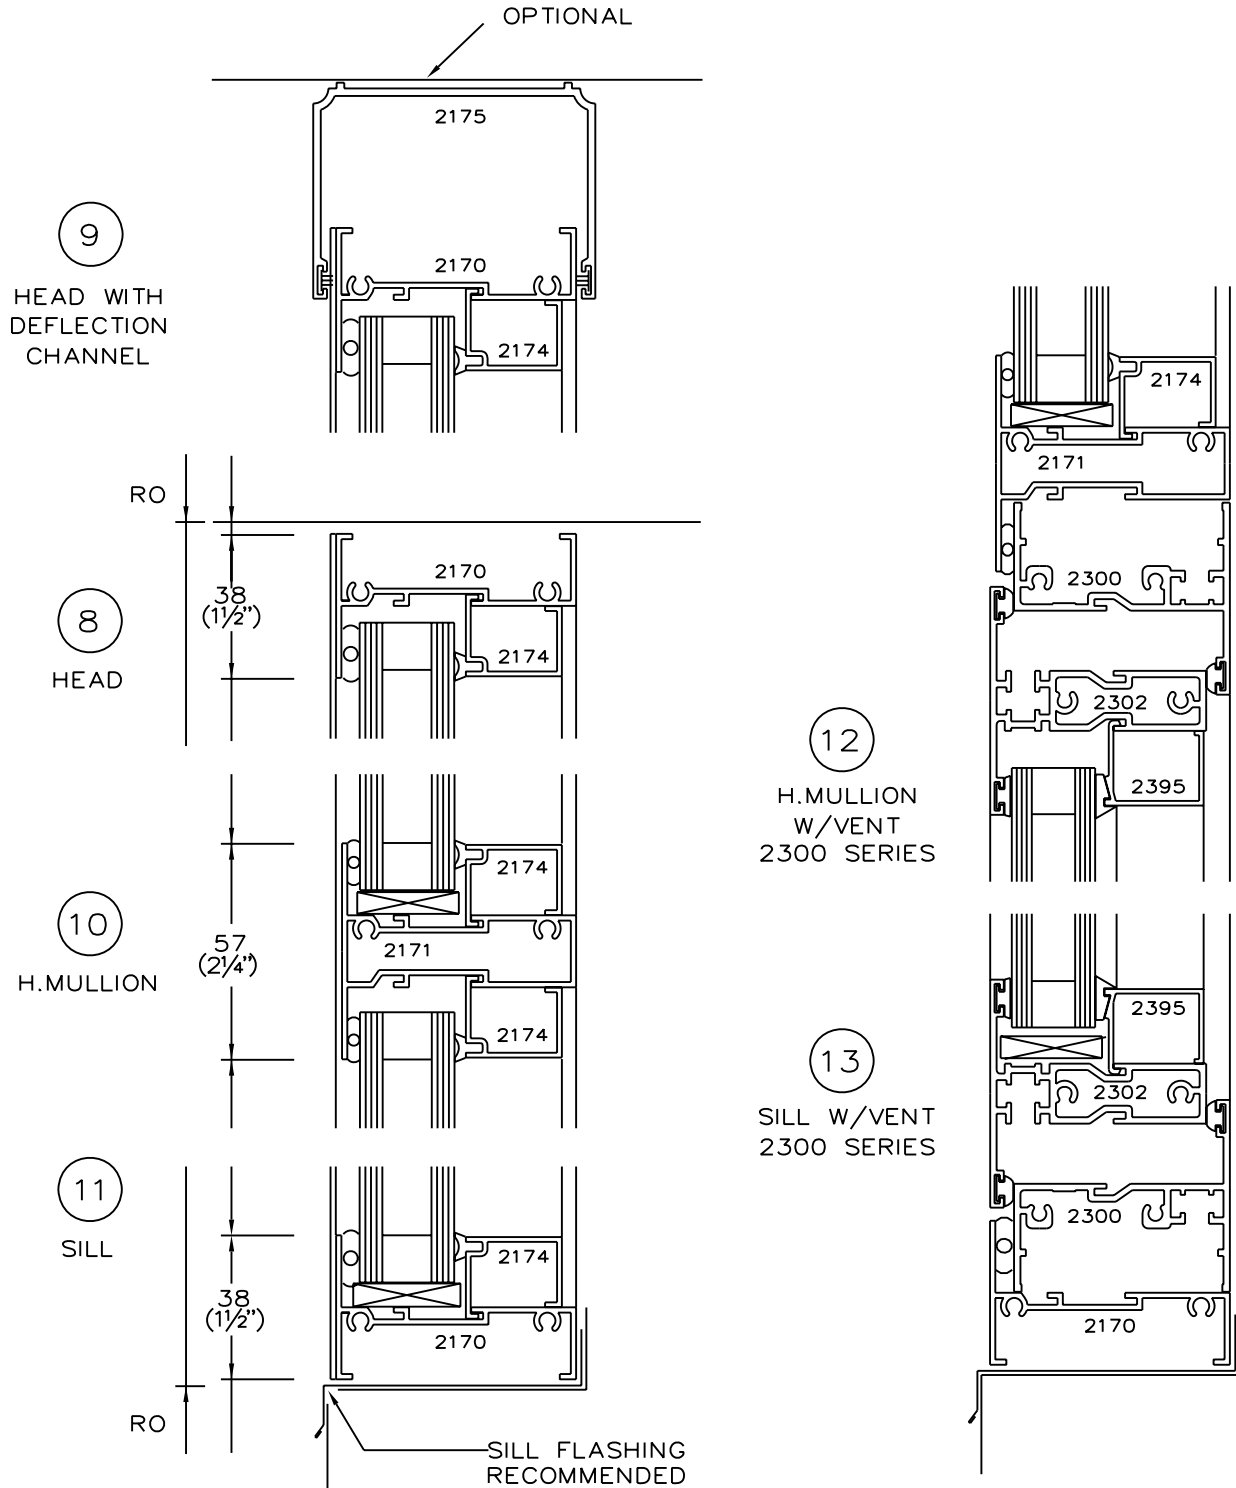 OPTIONAL
2175
9
HEAD WITH
DEFLECTION
CHANNEL
2170
2174
RO
8
HEAD
38
(1½")
2170
2174
10
H.MULLION
57
(2¼")
2174
2171
2174
11
SILL
38
(1½")
2174
2170
RO
SILL FLASHING
RECOMMENDED
2174
2171
2300
2302
12
H.MULLION
W/VENT
2300 SERIES
2395
2395
13
SILL W/VENT
2300 SERIES
2302
2300
2170